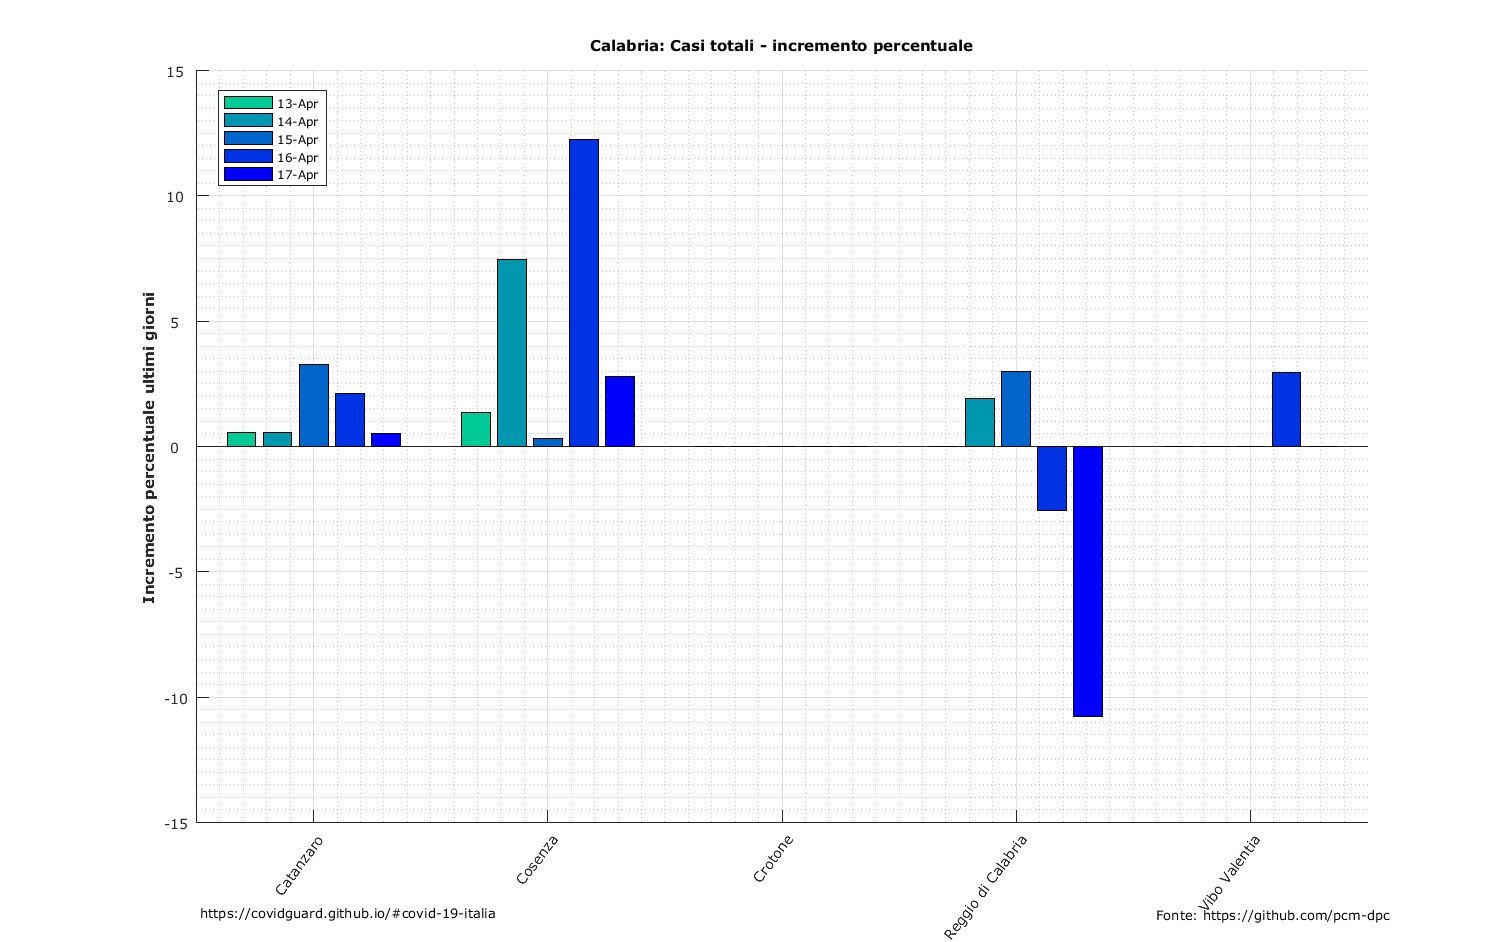 Calabria: Casi totali - incremento percentuale
15
10
5
0
-5
-10
-15
Incremento percentuale ultimi giorni
13-Apr
14-Apr
15-Apr
16-Apr
17-Apr
Catanzaro
Cosenza
Crotone
Reggio di Calabria
Vibo Valentia
https://covidguard.github.io/#covid-19-italia
Fonte: https://github.com/pcm-dpc